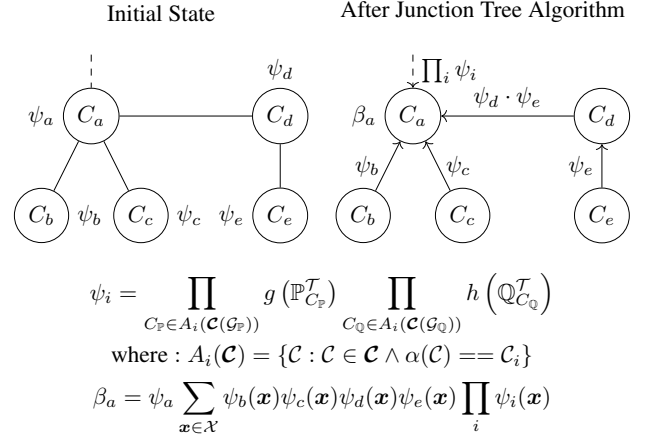 Initial State
After Junction Tree Algorithm
ψ_d
∏_i ψ_i
ψ_a C_a C_d
β_a C_a ψ_d · ψ_e C_d
ψ_b ψ_c ψ_e
C_b ψ_b C_c ψ_c ψ_e C_e
C_b C_c C_e
ψ_i = ∏_{C_ℙ∈A_i(𝓒(𝒢_ℙ))} g(ℙ^𝒯_{C_ℙ}) ∏_{C_ℚ∈A_i(𝓒(𝒢_ℚ))} h(ℚ^𝒯_{C_ℚ})
where : A_i(𝓒) = {𝒞 : 𝒞 ∈ 𝓒 ∧ α(𝒞) == 𝒞_i}
β_a = ψ_a ∑_{𝒙∈𝒳} ψ_b(𝒙)ψ_c(𝒙)ψ_d(𝒙)ψ_e(𝒙) ∏_i ψ_i(𝒙)